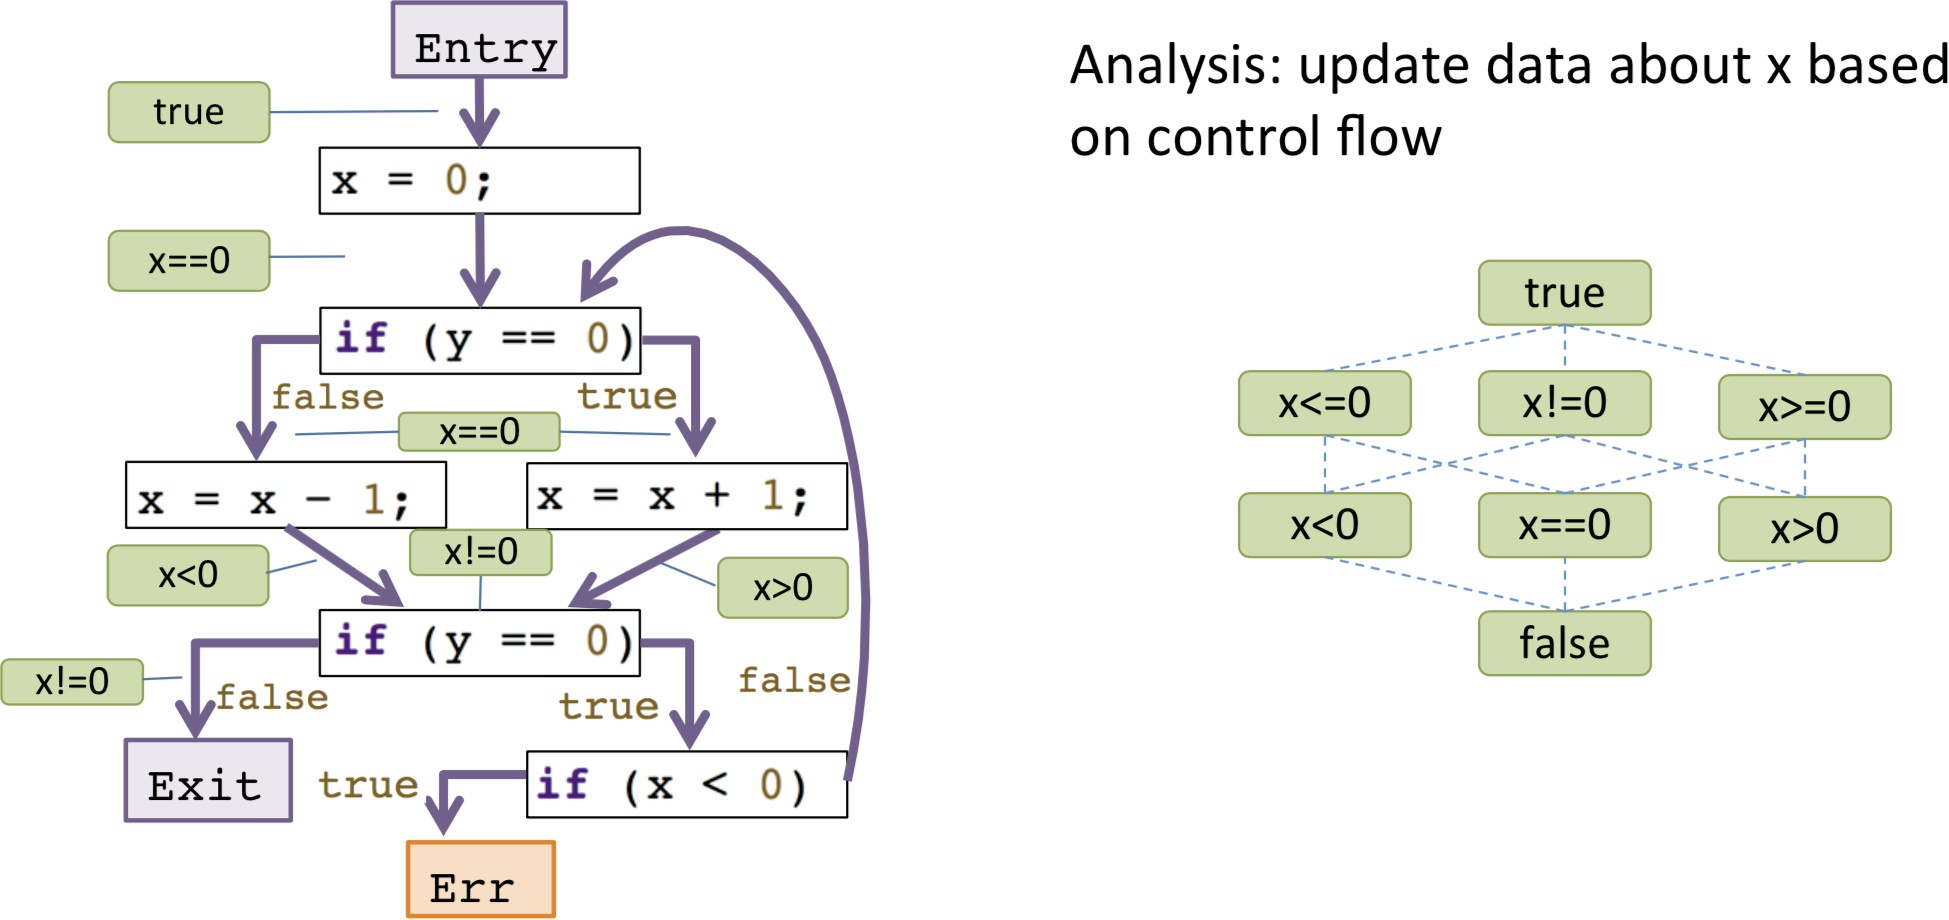 Entry
Analysis: update data about x based
on control flow
true
x = 0;
x==0
if (y == 0)
false
true
x==0
x = x - 1;
x = x + 1;
x!=0
x<0
x>0
if (y == 0)
x!=0
false
true
false
Exit
true
if (x < 0)
Err
true
x<=0
x!=0
x>=0
x<0
x==0
x>0
false